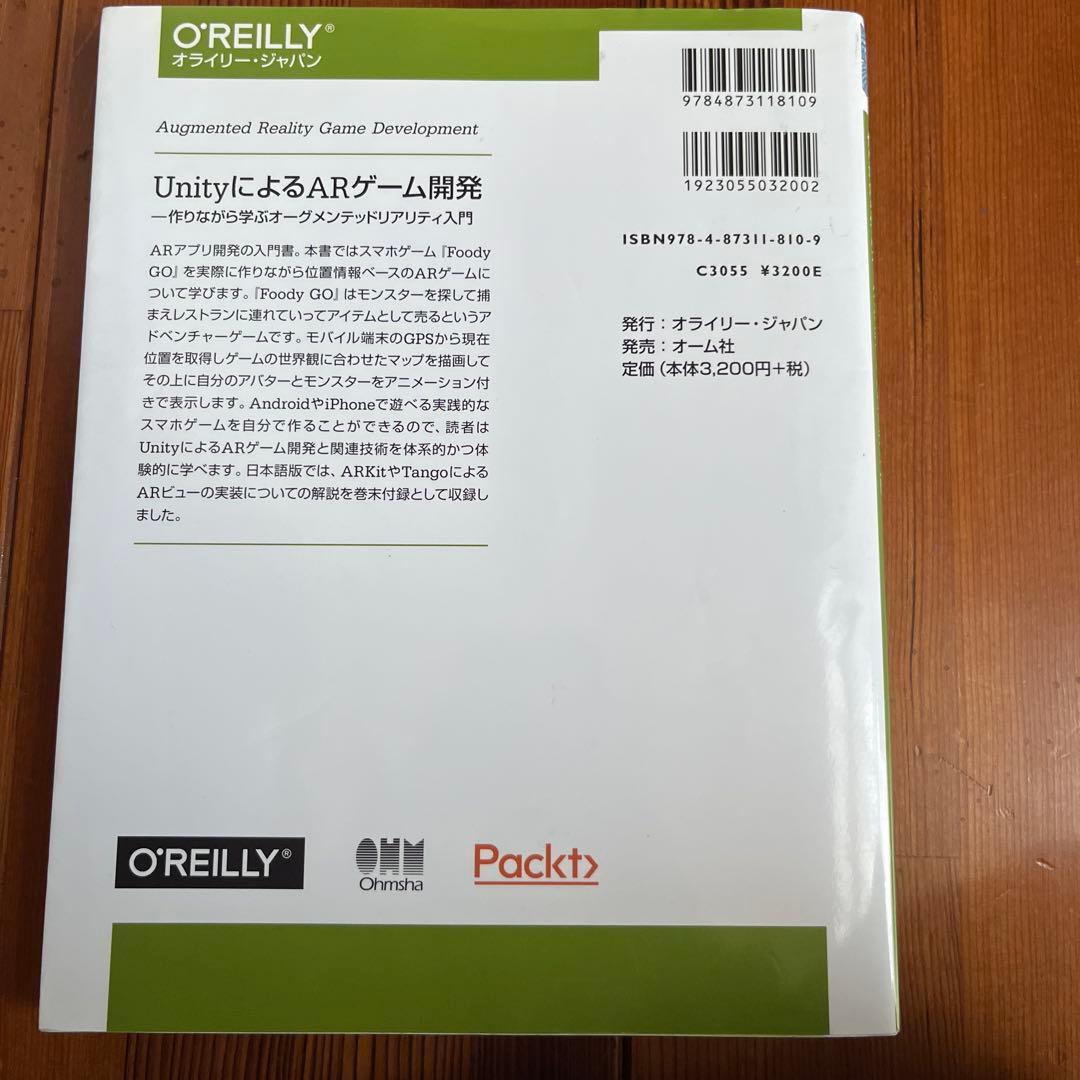 O'REILLY®
オライリー・ジャパン
Augmented Reality Game Development
UnityによるARゲーム開発
―作りながら学ぶオーグメンテッドリアリティ入門
ARアプリ開発の入門書。本書ではスマホゲーム『Foody
GO』を実際に作りながら位置情報ベースのARゲームに
ついて学びます。『Foody GO』はモンスターを探して捕
まえレストランに連れていってアイテムとして売るというア
ドベンチャーゲームです。モバイル端末のGPSから現在
位置を取得しゲームの世界観に合わせたマップを描画して
その上に自分のアバターとモンスターをアニメーション付
きで表示します。AndroidやiPhoneで遊べる実践的な
スマホゲームを自分で作ることができるので、読者は
UnityによるARゲーム開発と関連技術を体系的かつ体
験的に学べます。日本語版では、ARKitやTangoによる
ARビューの実装についての解説を巻末付録として収録し
ました。
9784873118109
1923055032002
ISBN978-4-87311-810-9
C3055 ¥3200E
発行：オライリー・ジャパン
発売：オーム社
定価（本体3,200円+税）
O'REILLY®
OHM
Ohmsha
Packt>